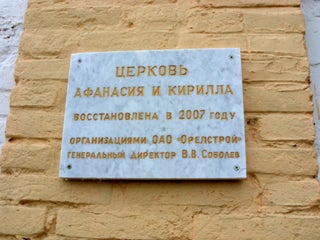 ЦЕРКОВЬ
АФАНАСИЯ И КИРИЛЛА
ВОССТАНОВЛЕНА В 2007 ГОДУ
ОРГАНИЗАЦИЯМИ ОАО "ОРЕЛСТРОЙ"
ГЕНЕРАЛЬНЫЙ ДИРЕКТОР В.В. СОБОЛЕВ